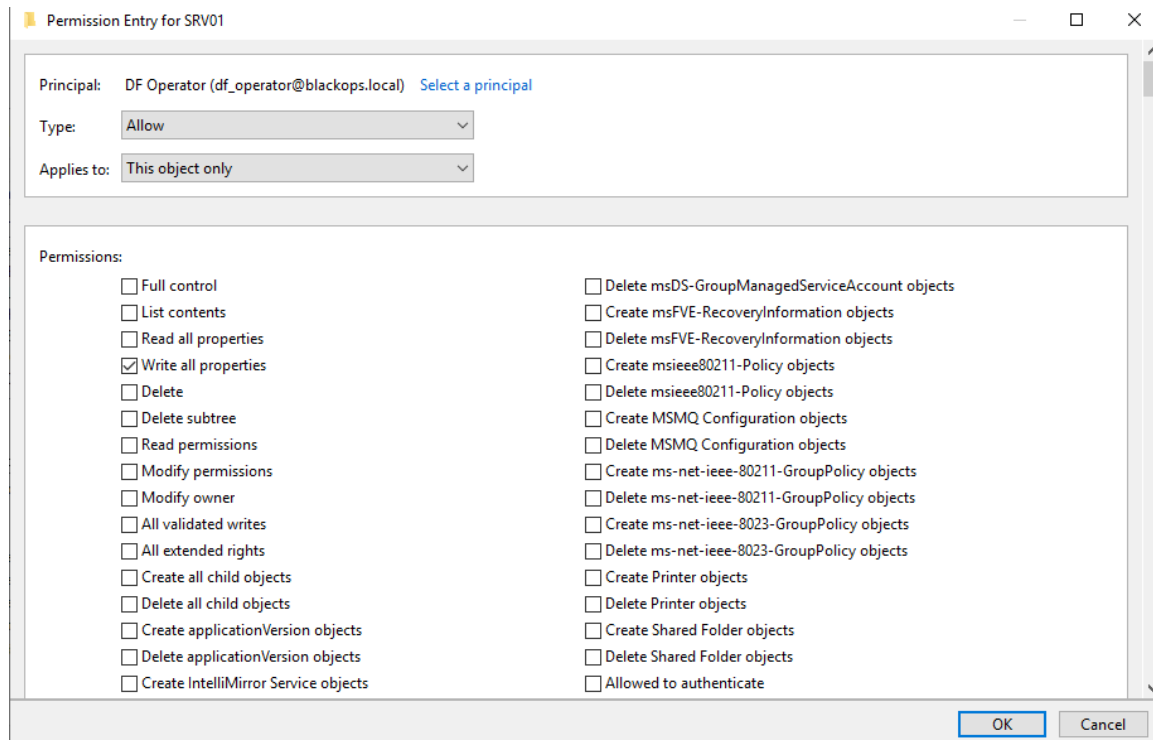 Permission Entry for SRV01
Principal: DF Operator (df_operator@blackops.local) Select a principal
Type: Allow
Applies to: This object only
Permissions:
Full control
List contents
Read all properties
Write all properties
Delete
Delete subtree
Read permissions
Modify permissions
Modify owner
All validated writes
All extended rights
Create all child objects
Delete all child objects
Create applicationVersion objects
Delete applicationVersion objects
Create IntelliMirror Service objects
Delete msDS-GroupManagedServiceAccount objects
Create msFVE-RecoveryInformation objects
Delete msFVE-RecoveryInformation objects
Create msieee80211-Policy objects
Delete msieee80211-Policy objects
Create MSMQ Configuration objects
Delete MSMQ Configuration objects
Create ms-net-ieee-80211-GroupPolicy objects
Delete ms-net-ieee-80211-GroupPolicy objects
Create ms-net-ieee-8023-GroupPolicy objects
Delete ms-net-ieee-8023-GroupPolicy objects
Create Printer objects
Delete Printer objects
Create Shared Folder objects
Delete Shared Folder objects
Allowed to authenticate
OK Cancel